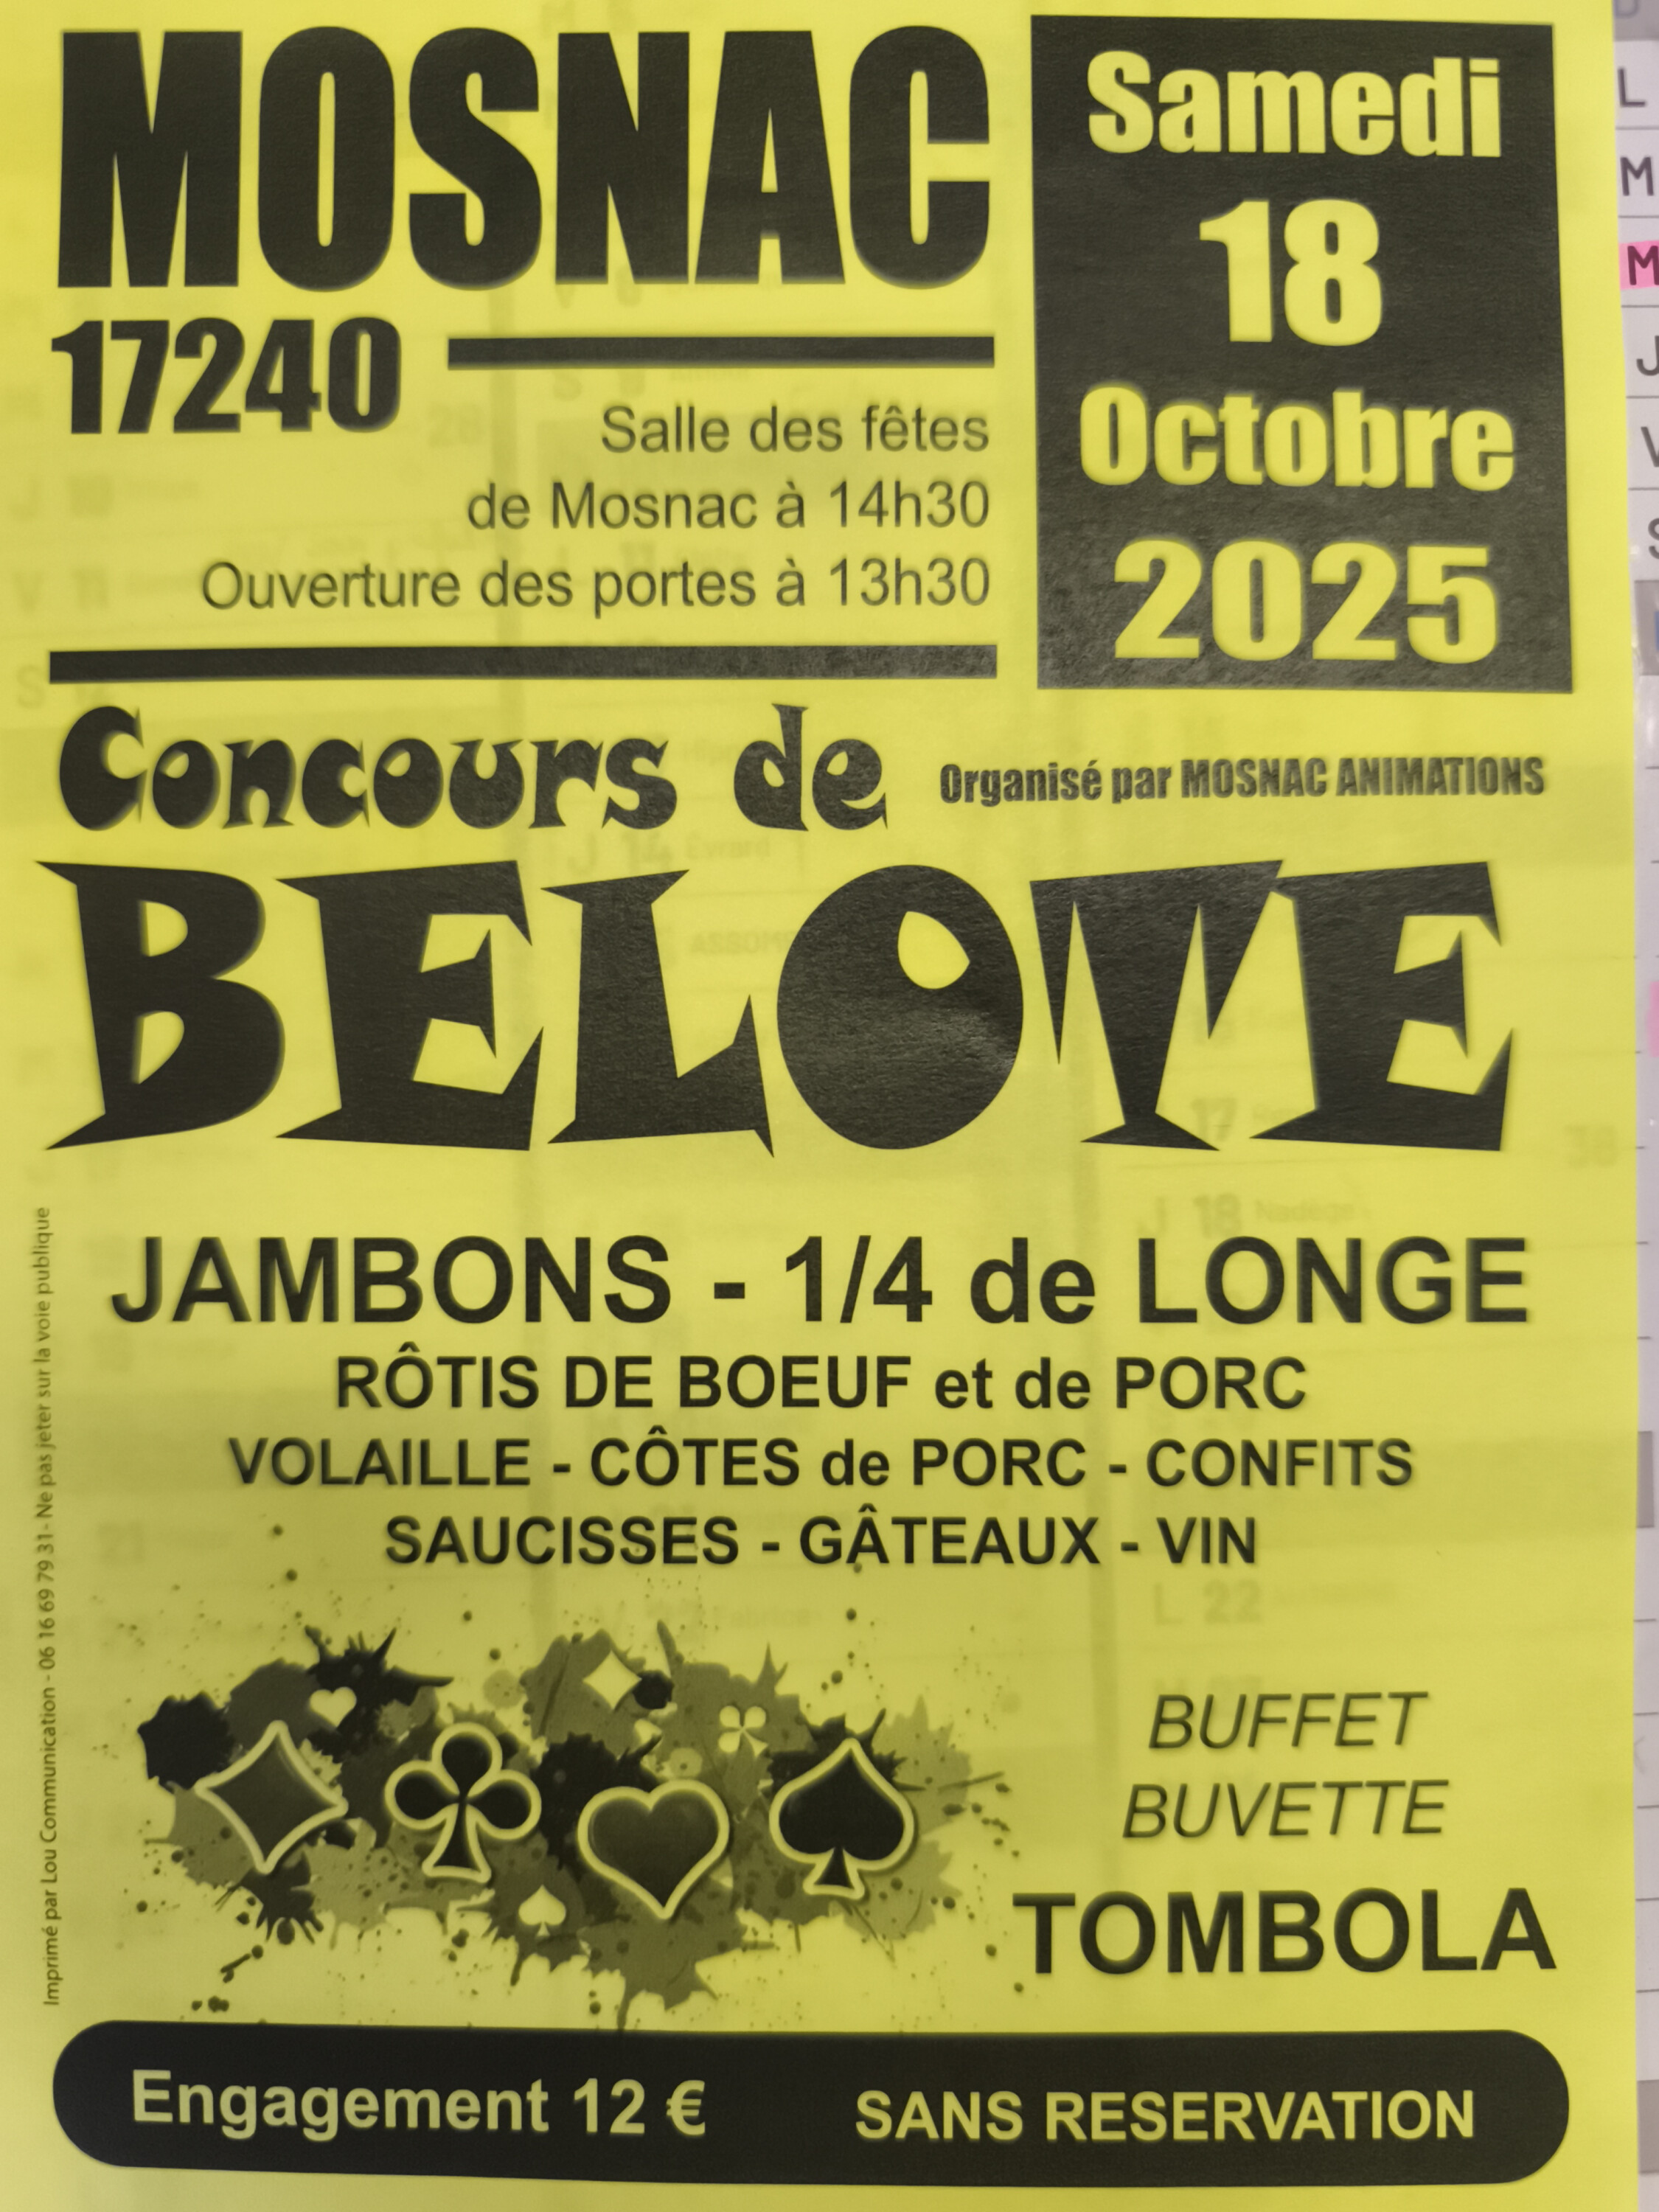 MOSNAC
17240
Salle des fêtes
de Mosnac à 14h30
Ouverture des portes à 13h30
Samedi
18
Octobre
2025
Concours de
Organisé par MOSNAC ANIMATIONS
BELOTE
JAMBONS - 1/4 de LONGE
RÔTIS DE BOEUF et de PORC
VOLAILLE - CÔTES de PORC - CONFITS
SAUCISSES - GÂTEAUX - VIN
BUFFET
BUVETTE
TOMBOLA
Engagement 12 €
SANS RESERVATION
Imprimé par Lou Communication - 06 16 69 79 31 - Ne pas jeter sur la voie publique
L
M
M
J
V
S